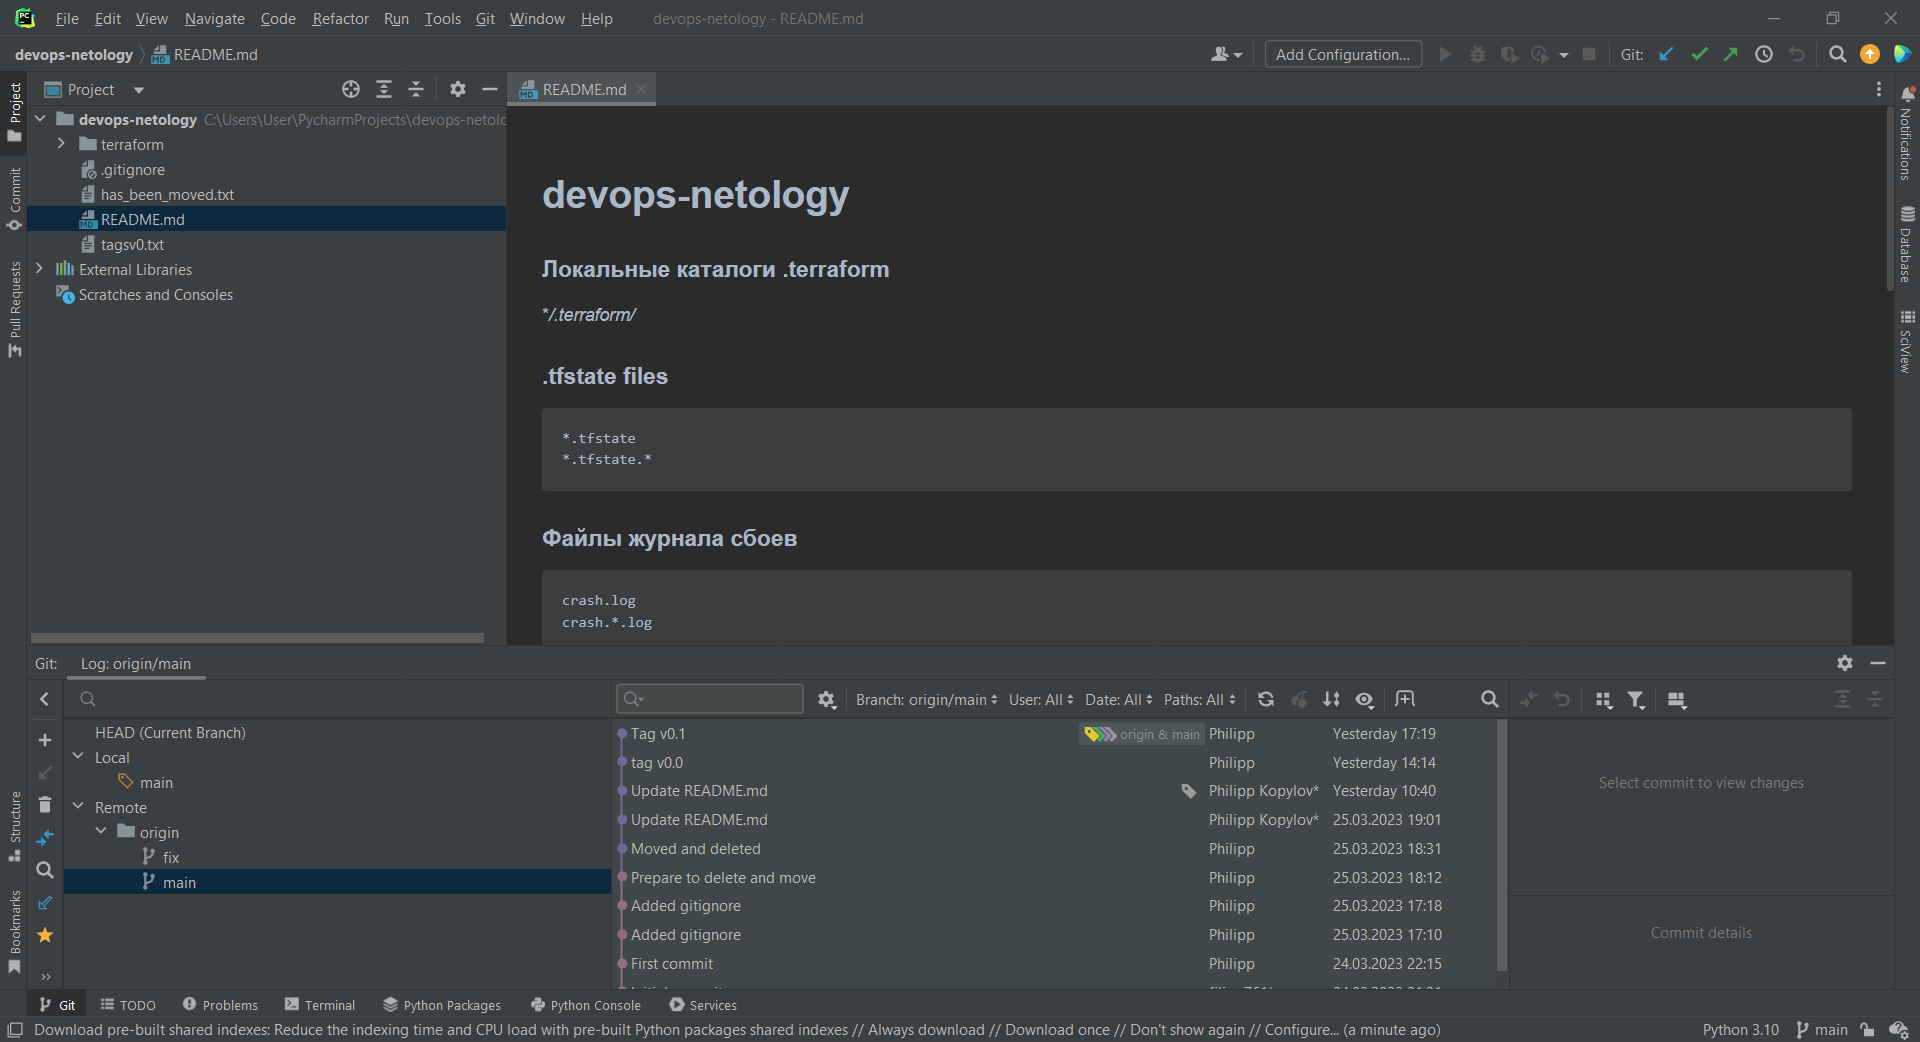 File Edit View Navigate Code Refactor Run Tools Git Window Help devops-netology - README.md
devops-netology README.md Add Configuration... Git:
Project
README.md
devops-netology C:\Users\User\PycharmProjects\devops-netolo
terraform
.gitignore
has_been_moved.txt
README.md
tagsv0.txt
External Libraries
Scratches and Consoles
Project
Commit
Pull Requests
Structure
Bookmarks
devops-netology
Локальные каталоги .terraform
*/.terraform/
.tfstate files
*.tfstate
*.tfstate.*
Файлы журнала сбоев
crash.log
crash.*.log
Notifications
Database
SciView
Git: Log: origin/main
Branch: origin/main User: All Date: All Paths: All
HEAD (Current Branch)
Local
main
Remote
origin
fix
main
Tag v0.1 origin & main Philipp Yesterday 17:19
tag v0.0 Philipp Yesterday 14:14
Update README.md Philipp Kopylov* Yesterday 10:40
Update README.md Philipp Kopylov* 25.03.2023 19:01
Moved and deleted Philipp 25.03.2023 18:31
Prepare to delete and move Philipp 25.03.2023 18:12
Added gitignore Philipp 25.03.2023 17:18
Added gitignore Philipp 25.03.2023 17:10
First commit Philipp 24.03.2023 22:15
Select commit to view changes
Commit details
Git TODO Problems Terminal Python Packages Python Console Services
Download pre-built shared indexes: Reduce the indexing time and CPU load with pre-built Python packages shared indexes // Always download // Download once // Don't show again // Configure... (a minute ago) Python 3.10 main